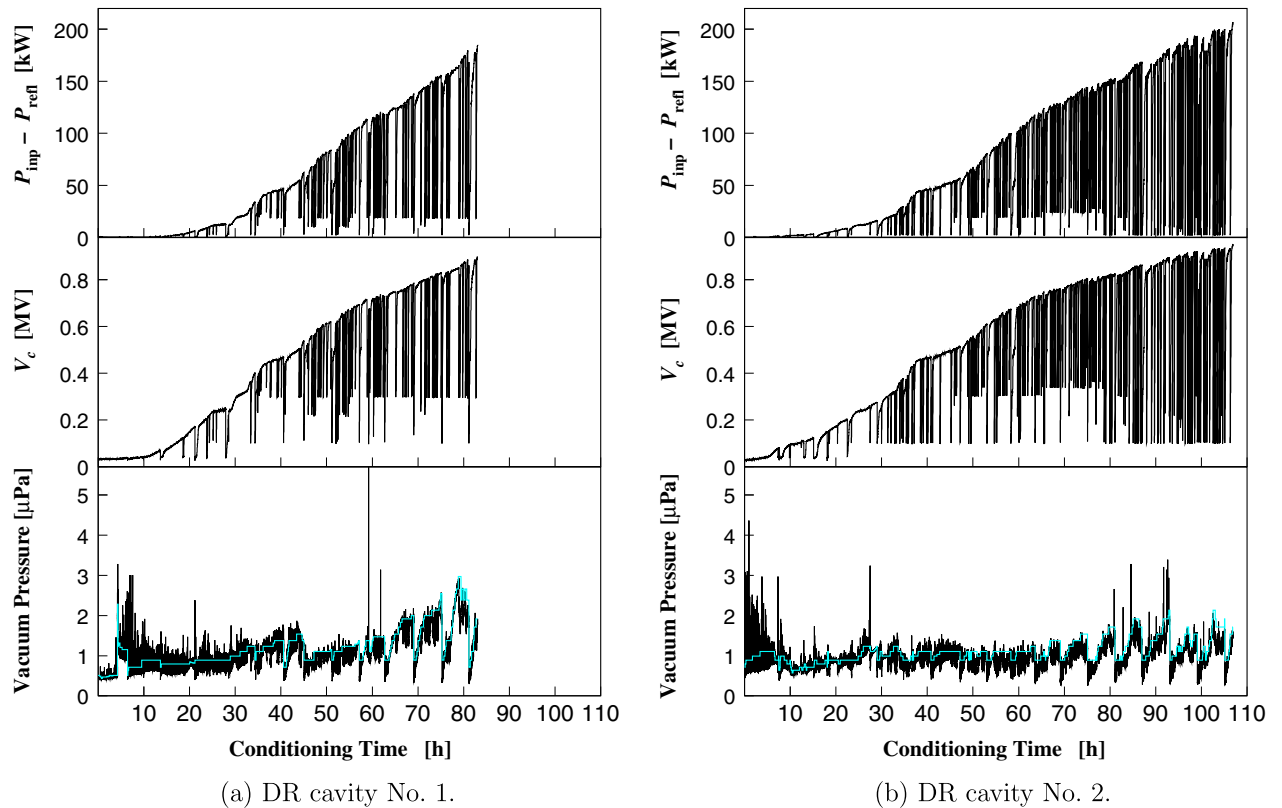 200
150
100
50
0
P_inp − P_refl [kW]
0.8
0.6
0.4
0.2
0
V_c [MV]
5
4
3
2
1
0
Vacuum Pressure [μPa]
10 20 30 40 50 60 70 80 90 100 110
Conditioning Time [h]
(a) DR cavity No. 1.
200
150
100
50
0
P_inp − P_refl [kW]
0.8
0.6
0.4
0.2
0
V_c [MV]
5
4
3
2
1
0
Vacuum Pressure [μPa]
10 20 30 40 50 60 70 80 90 100 110
Conditioning Time [h]
(b) DR cavity No. 2.